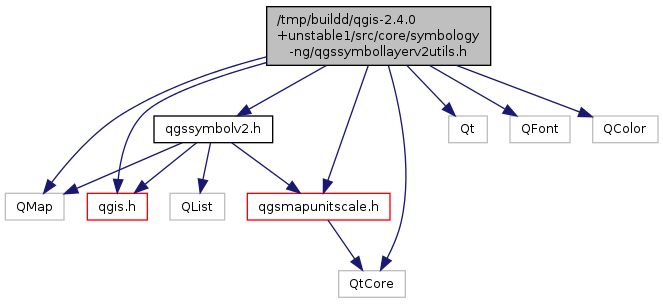 /tmp/buildd/qgis-2.4.0
+unstable1/src/core/symbology
-ng/qgssymbollayerv2utils.h
qgssymbolv2.h
Qt
QFont
QColor
QMap
qgis.h
QList
qgsmapunitscale.h
QtCore